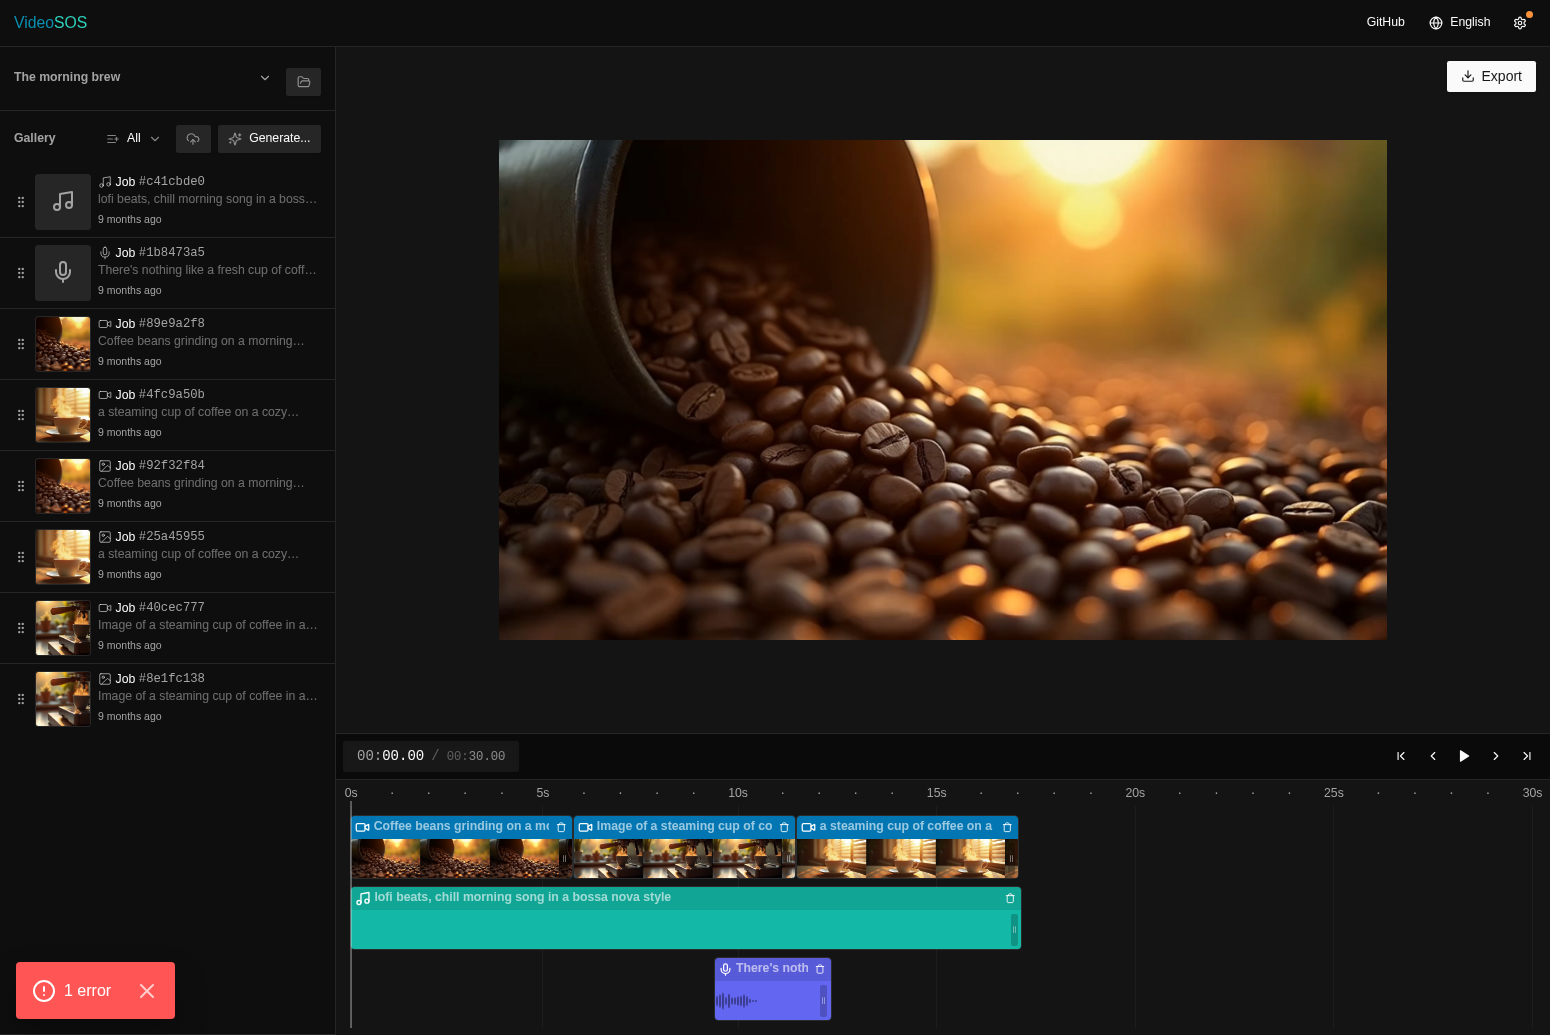 VideoSOS
GitHub
English
The morning brew
Export
Gallery
All
Generate...
Job #c41cbde0
lofi beats, chill morning song in a boss…
9 months ago
Job #1b8473a5
There's nothing like a fresh cup of coff…
9 months ago
Job #89e9a2f8
Coffee beans grinding on a morning…
9 months ago
Job #4fc9a50b
a steaming cup of coffee on a cozy…
9 months ago
Job #92f32f84
Coffee beans grinding on a morning…
9 months ago
Job #25a45955
a steaming cup of coffee on a cozy…
9 months ago
Job #40cec777
Image of a steaming cup of coffee in a…
9 months ago
Job #8e1fc138
Image of a steaming cup of coffee in a…
9 months ago
00:00.00 / 00:30.00
0s 5s 10s 15s 20s 25s 30s
Coffee beans grinding on a mo
Image of a steaming cup of co
a steaming cup of coffee on a
lofi beats, chill morning song in a bossa nova style
There's noth
1 error